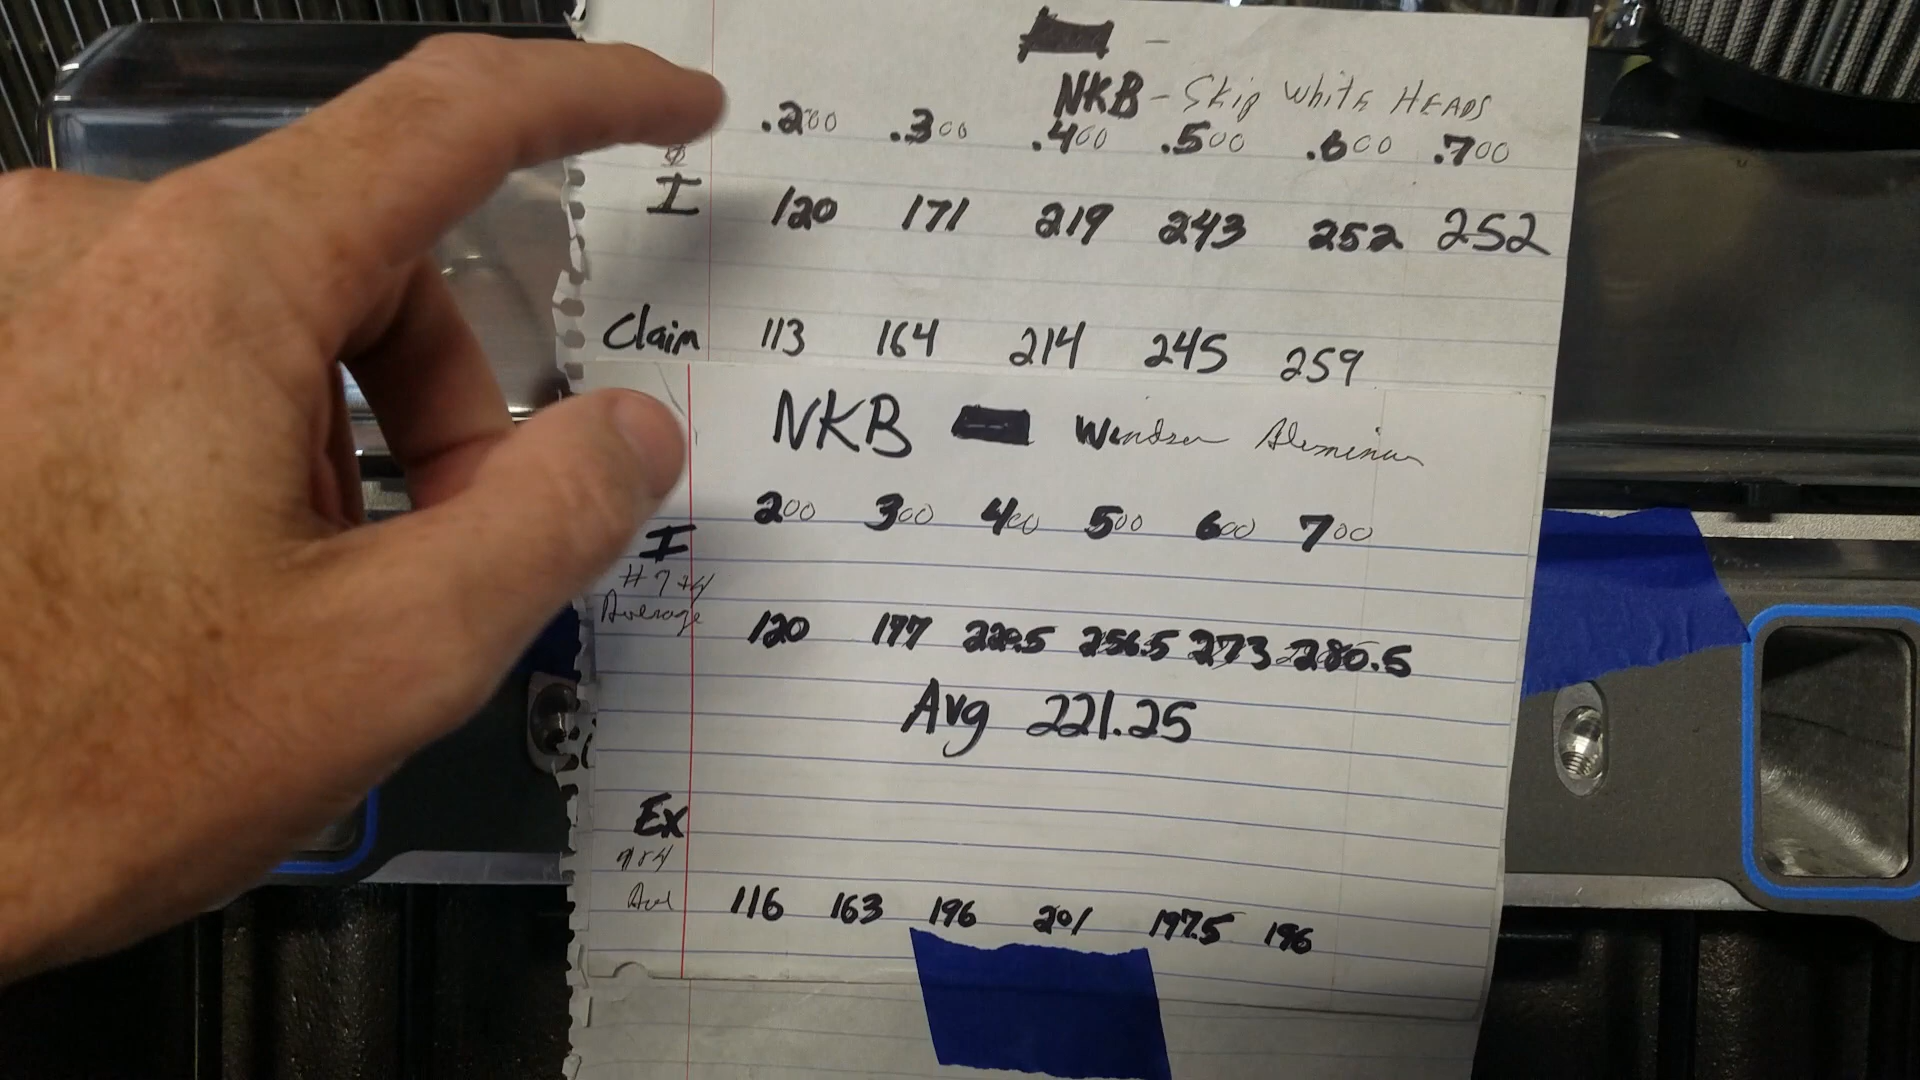 NKB - Skip White HEADS
.200 .300 .400 .500 .600 .700
I 120 171 219 243 252 252
Claim 113 164 214 245 259
NKB Windsor Aluminum
200 300 400 500 600 700
I
Average 120 177 229.5 256.5 273 280.5
Avg 221.25
Ex
116 163 196 201 197.5 196